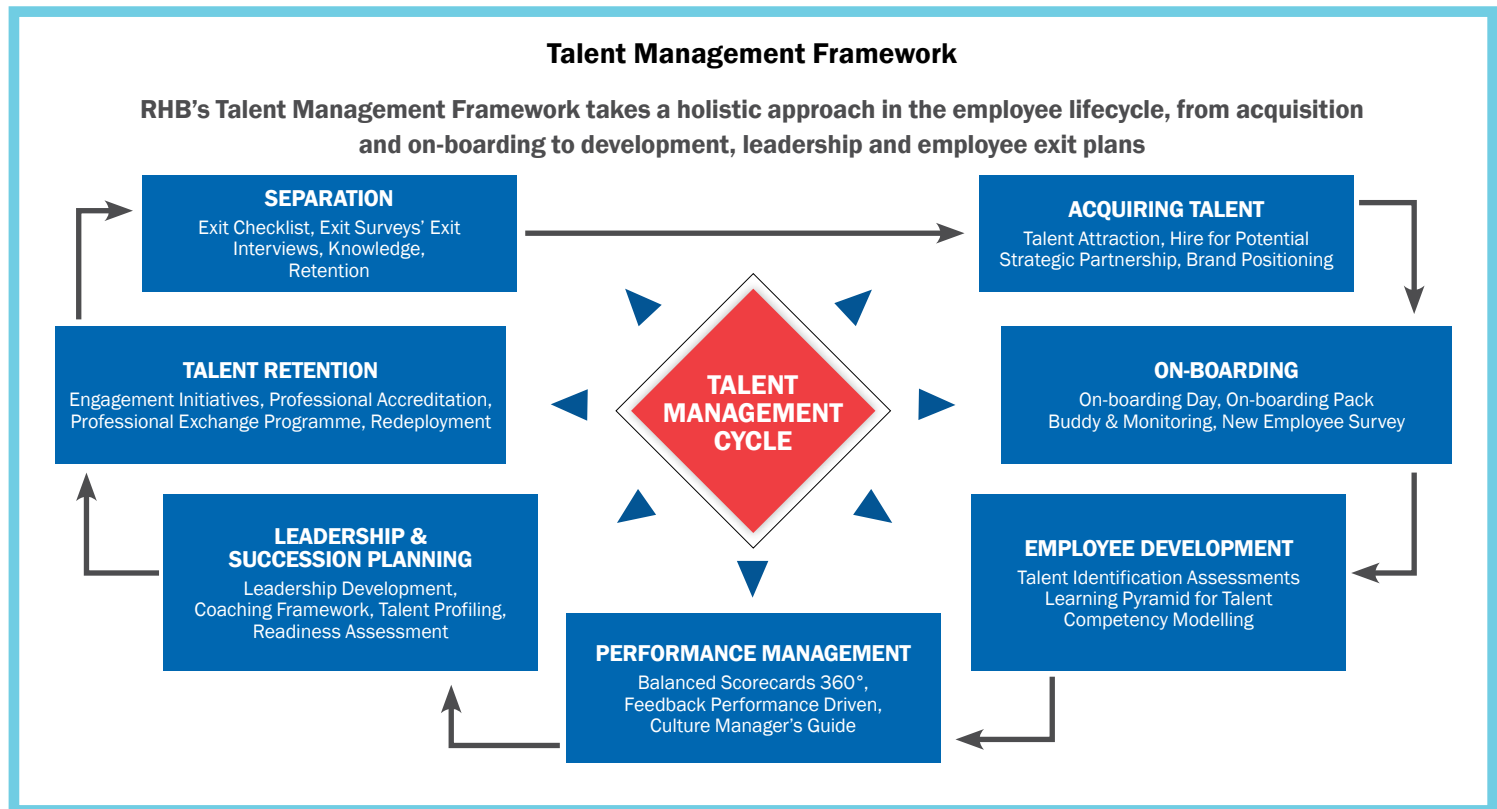 Talent Management Framework
RHB's Talent Management Framework takes a holistic approach in the employee lifecycle, from acquisition
and on-boarding to development, leadership and employee exit plans
SEPARATION
Exit Checklist, Exit Surveys' Exit
Interviews, Knowledge,
Retention
ACQUIRING TALENT
Talent Attraction, Hire for Potential
Strategic Partnership, Brand Positioning
TALENT RETENTION
Engagement Initiatives, Professional Accreditation,
Professional Exchange Programme, Redeployment
TALENT
MANAGEMENT
CYCLE
ON-BOARDING
On-boarding Day, On-boarding Pack
Buddy & Monitoring, New Employee Survey
LEADERSHIP &
SUCCESSION PLANNING
Leadership Development,
Coaching Framework, Talent Profiling,
Readiness Assessment
EMPLOYEE DEVELOPMENT
Talent Identification Assessments
Learning Pyramid for Talent
Competency Modelling
PERFORMANCE MANAGEMENT
Balanced Scorecards 360°,
Feedback Performance Driven,
Culture Manager's Guide